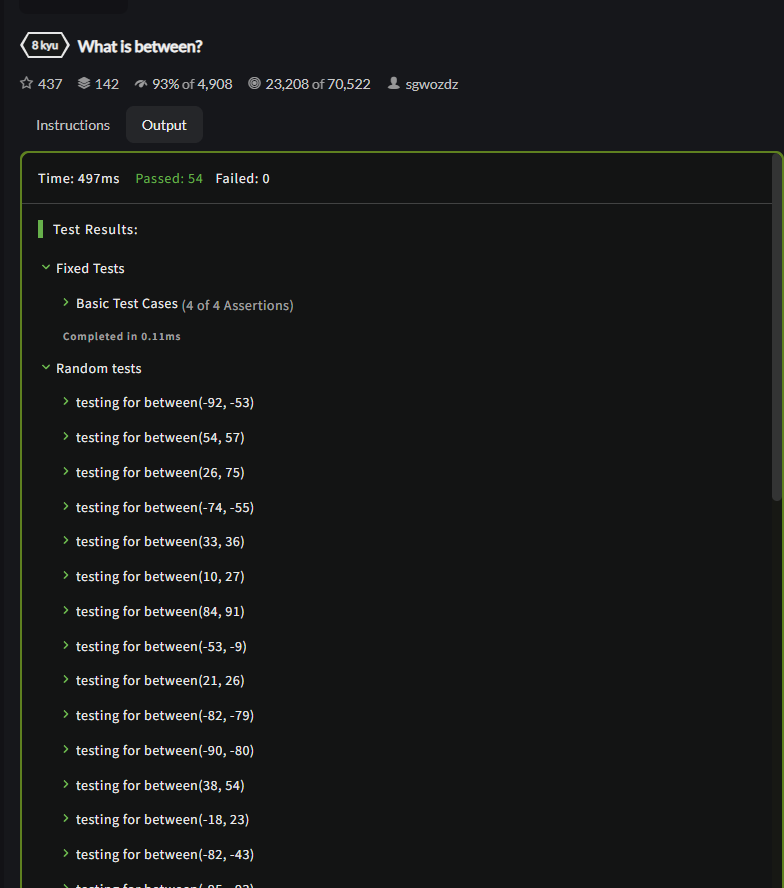 8 kyu What is between?
437 142 93% of 4,908 23,208 of 70,522 sgwozdz
Instructions Output
Time: 497ms Passed: 54 Failed: 0
Test Results:
Fixed Tests
Basic Test Cases (4 of 4 Assertions)
Completed in 0.11ms
Random tests
testing for between(-92, -53)
testing for between(54, 57)
testing for between(26, 75)
testing for between(-74, -55)
testing for between(33, 36)
testing for between(10, 27)
testing for between(84, 91)
testing for between(-53, -9)
testing for between(21, 26)
testing for between(-82, -79)
testing for between(-90, -80)
testing for between(38, 54)
testing for between(-18, 23)
testing for between(-82, -43)